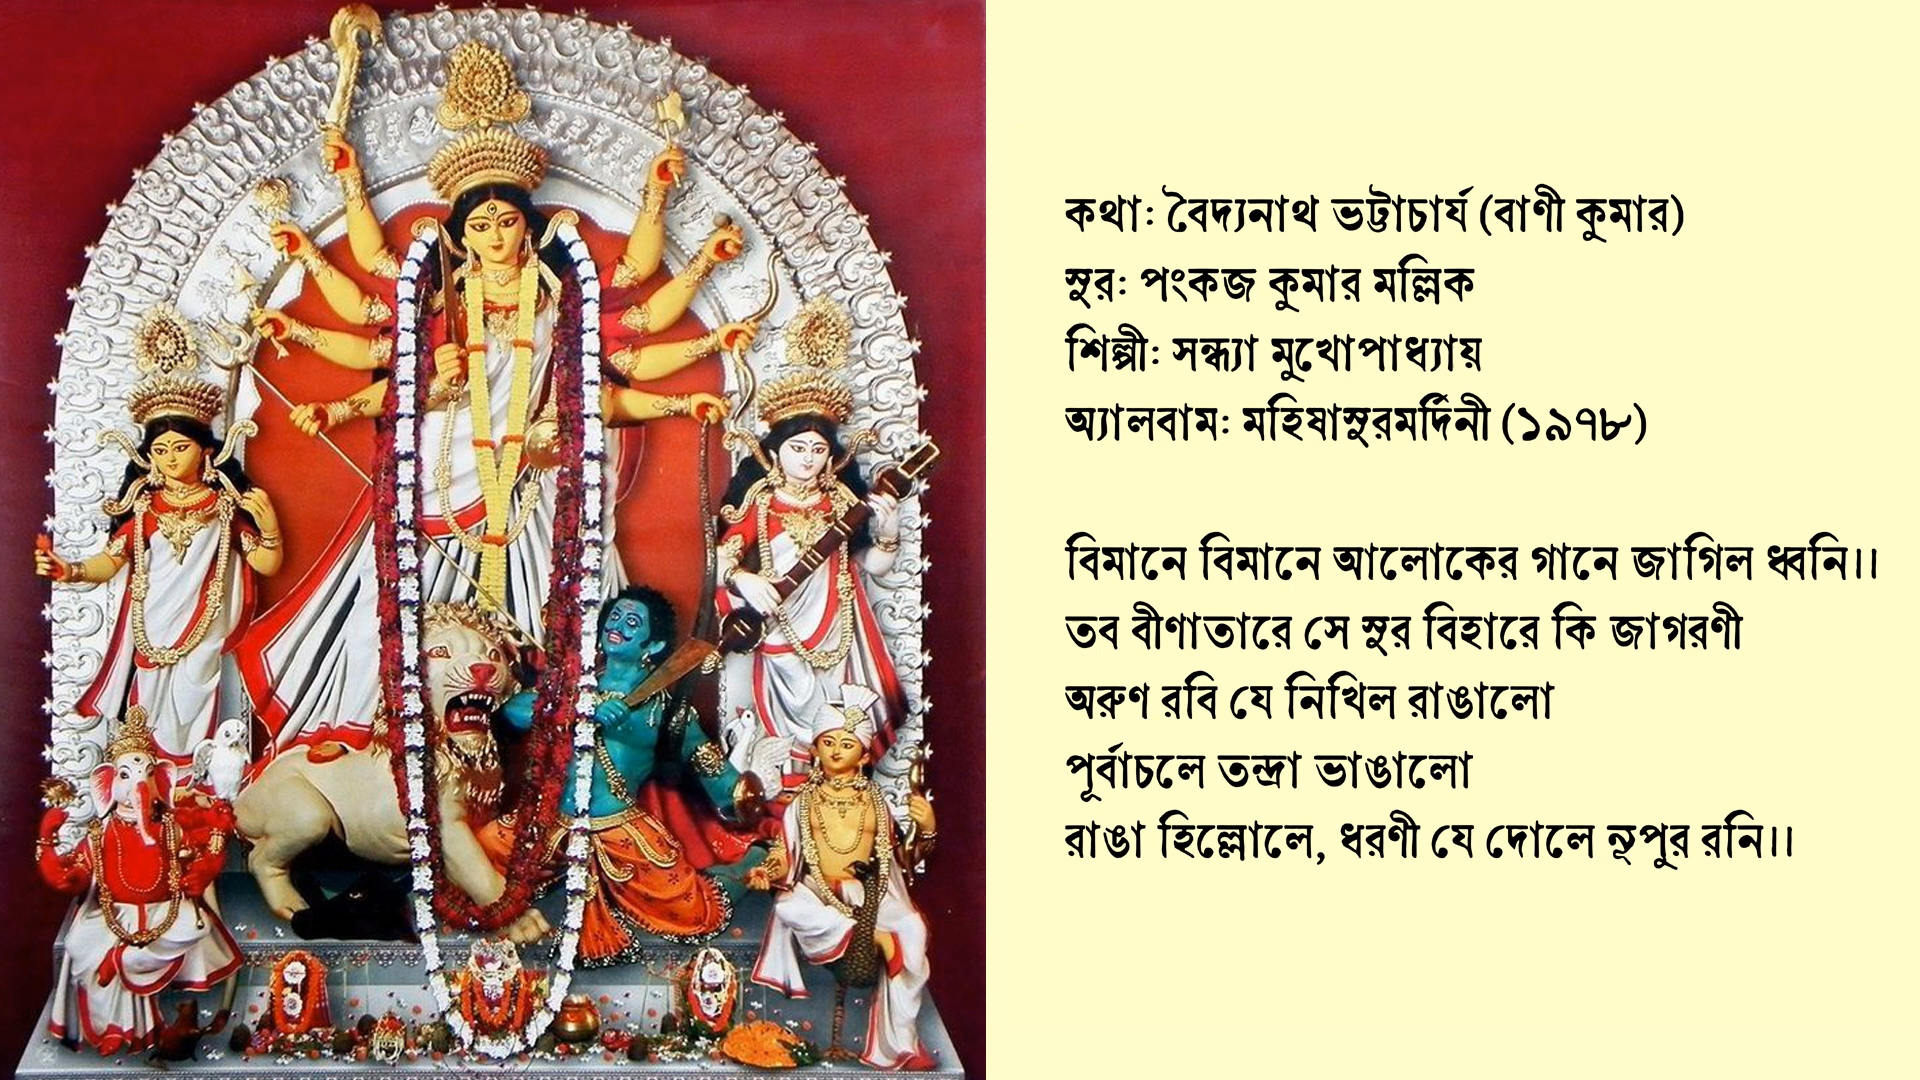 কথা: বৈদ্যনাথ ভট্টাচার্য (বাণী কুমার)
সুর: পংকজ কুমার মল্লিক
শিল্পী: সন্ধ্যা মুখোপাধ্যায়
অ্যালবাম: মহিষাসুরমর্দিনী (১৯৭৮)
বিমানে বিমানে আলোকের গানে জাগিল ধ্বনি।।
তব বীণাতারে সে সুর বিহারে কি জাগরণী
অরুণ রবি যে নিখিল রাঙালো
পূর্বাচলে তন্দ্রা ভাঙালো
রাঙা হিল্লোলে, ধরণী যে দোলে নূপুর রনি।।